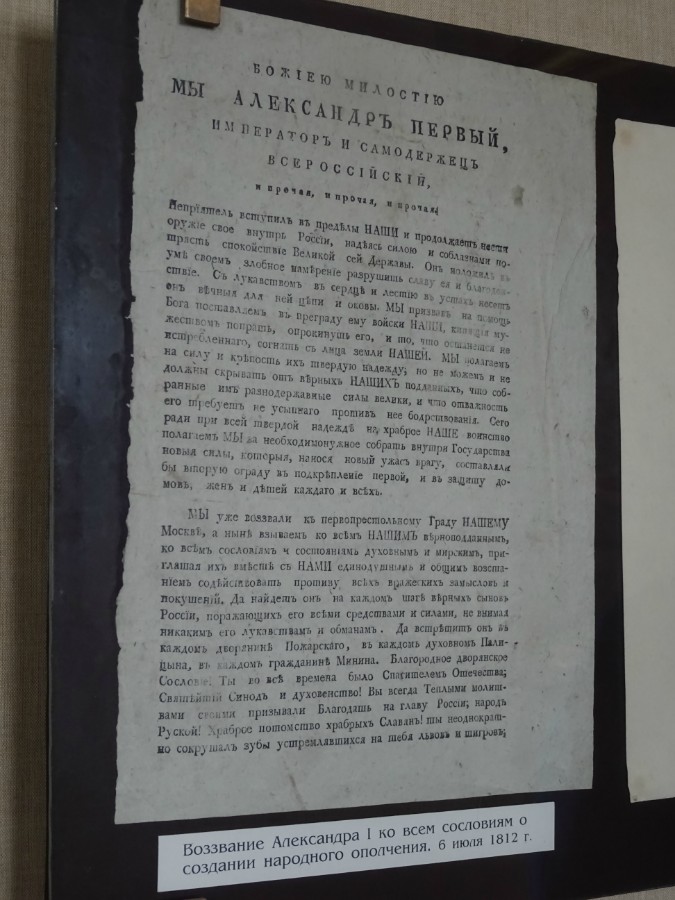 БОЖІЕЮ МИЛОСТІЮ
МЫ АЛЕКСАНДРЪ ПЕРВЫЙ,
ИМПЕРАТОРЪ И САМОДЕРЖЕЦЪ
ВСЕРОССІЙСКІЙ,
и прочая, и прочая, и прочая.
Непріятель вступилъ въ предѣлы НАШИ и продолжаетъ нести
оружіе свое внутрь Россіи, надѣясь силою и соблазнами по-
трясть спокойствіе Великой сей Державы. Онъ положилъ въ
умѣ своемъ злобное намѣреніе разрушить славу ея и благоден-
ствіе. Съ лукавствомъ въ сердцѣ и лестію въ устахъ несетъ
онъ вѣчныя для ней цѣпи и оковы. МЫ призвавъ на помощь
Бога поставляемъ въ преграду ему войски НАШИ, кипящія му-
жествомъ попрать, опрокинуть его, и то, что останется не
истребленнаго, согнать съ лица земли НАШЕЙ. МЫ полагаемъ
на силу и крѣпость ихъ твердую надежду, но не можемъ и не
должны скрывать отъ вѣрныхъ НАШИХЪ подданныхъ, что соб-
ранные имъ разнодержавные силы велики, и что отважность
его требуетъ не усыпнаго противъ нее бодрствованія. Сего
ради при всей твердой надеждѣ на храброе НАШЕ воинство
полагаемъ МЫ за необходимонужное собрать внутри Государства
новыя силы, которыя, нанося новый ужасъ врагу, составляли
бы вторую ограду въ подкрѣпленіе первой, и въ защиту до-
мовъ, женъ и дѣтей каждаго и всѣхъ.
МЫ уже воззвали къ первопрестольному Граду НАШЕМУ
Москвѣ, а нынѣ взываемъ ко всѣмъ НАШИМЪ вѣрноподданнымъ,
ко всѣмъ сословіямъ и состояніямъ духовнымъ и мирскимъ, при-
глашая ихъ вмѣстѣ съ НАМИ единодушнымъ и общимъ возста-
ніемъ содѣйствовать противу всѣхъ вражескихъ замысловъ и
покушеній. Да найдетъ онъ на каждомъ шагѣ вѣрныхъ сыновъ
Россіи, поражающихъ его всѣми средствами и силами, не внимая
никакимъ его лукавствамъ и обманамъ. Да встрѣтитъ онъ въ
каждомъ дворянинѣ Пожарскаго, въ каждомъ духовномъ Пали-
цына, въ каждомъ гражданинѣ Минина. Благородное дворянское
Сословіе! Ты во всѣ времена было Спасителемъ Отечества;
Святѣйшій Синодъ и духовенство! Вы всегда Теплыми молит-
вами своими призывали Благодать на главу Россіи; народъ
Руской! Храброе потомство храбрыхъ Славянъ! ты неоднократ-
но сокрушалъ зубы устремлявшихся на тебя львовъ и тигровъ;
Воззвание Александра I ко всем сословиям о
создании народного ополчения. 6 июля 1812 г.